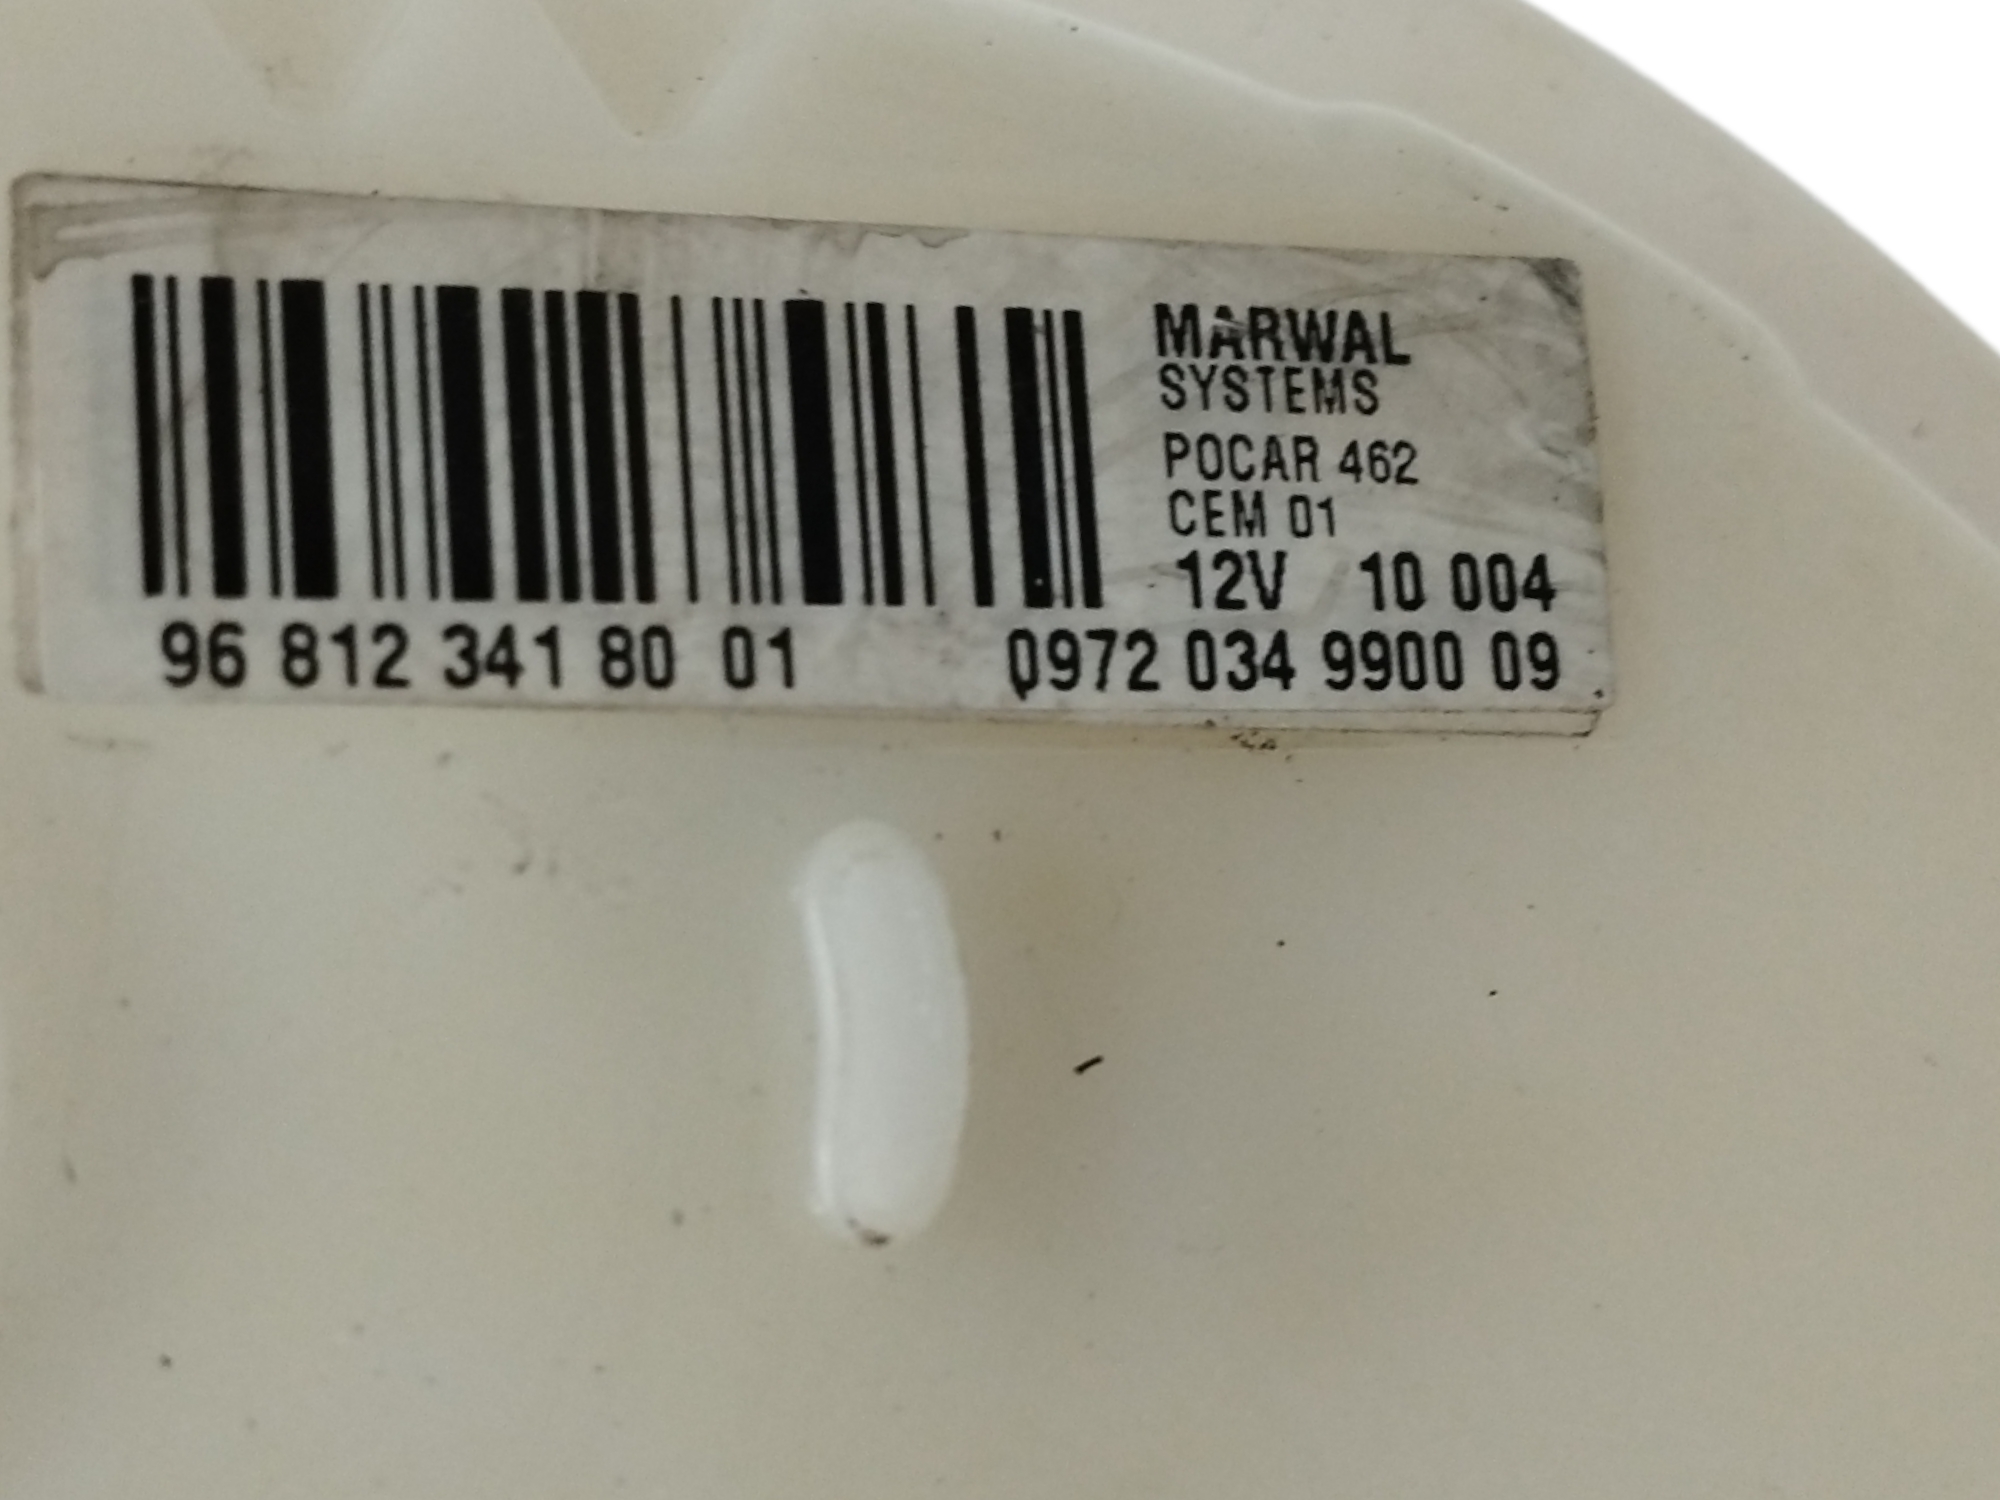 MARWAL
SYSTEMS
POCAR 462
CEM 01
12V 10 004
96 812 341 80 01 0972 034 9900 09